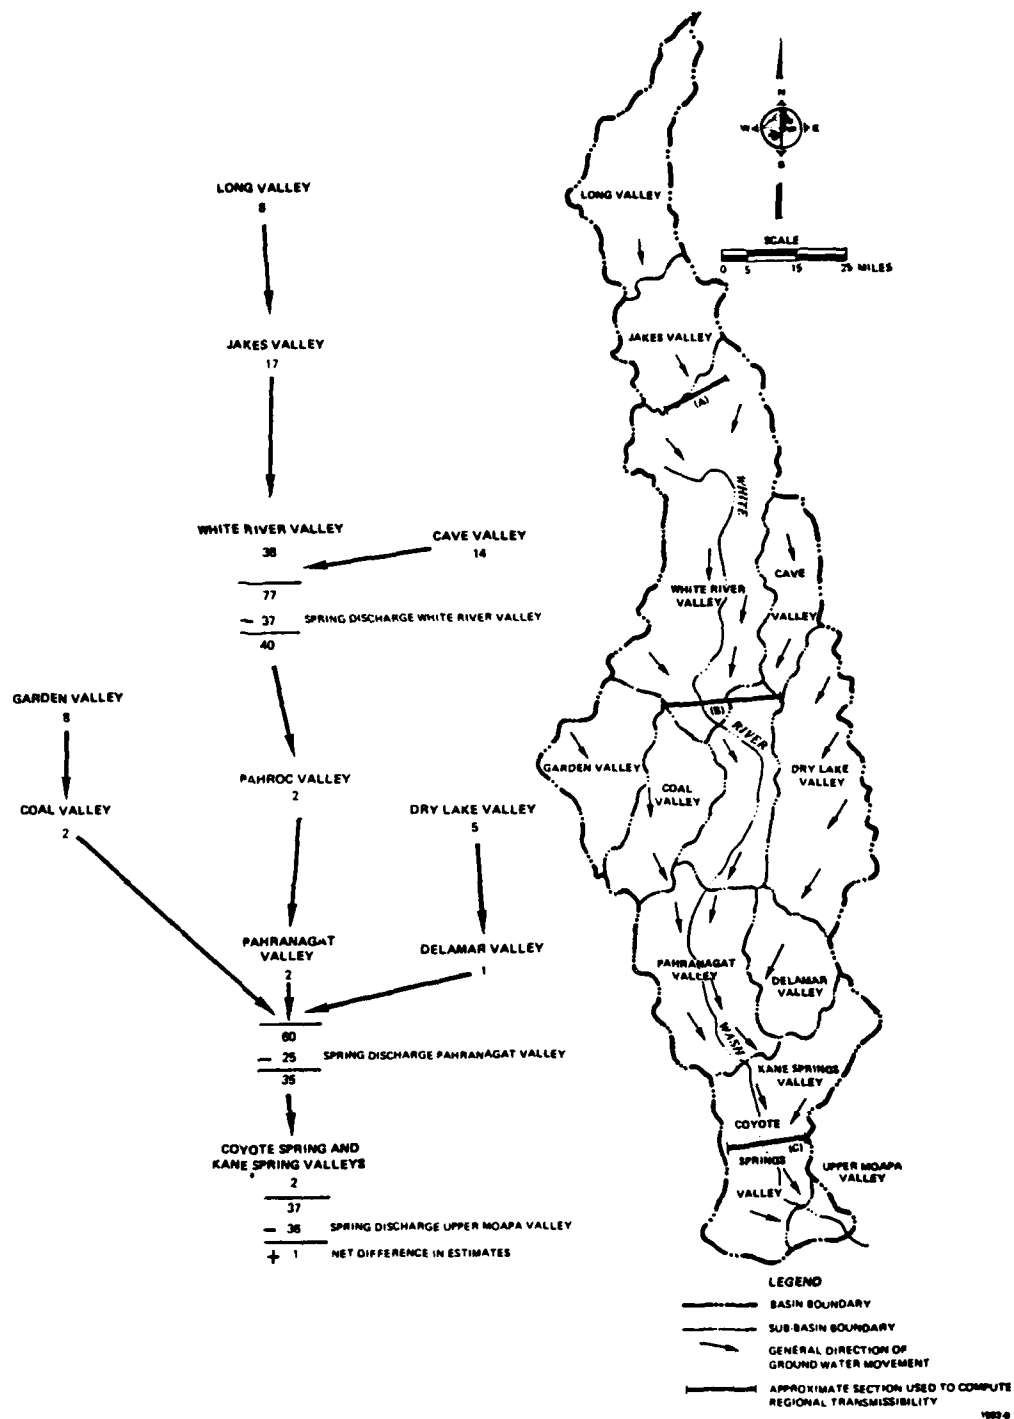 LONG VALLEY
8
JAKES VALLEY
17
WHITE RIVER VALLEY
38
CAVE VALLEY
14
77
— 37 SPRING DISCHARGE WHITE RIVER VALLEY
40
GARDEN VALLEY
8
COAL VALLEY
2
PAHROC VALLEY
2
DRY LAKE VALLEY
5
PAHRANAGAT
VALLEY
2
DELAMAR VALLEY
1
60
— 25 SPRING DISCHARGE PAHRANAGAT VALLEY
35
COYOTE SPRING AND
KANE SPRING VALLEYS
2
37
— 36 SPRING DISCHARGE UPPER MOAPA VALLEY
+ 1 NET DIFFERENCE IN ESTIMATES
N
W E
S
SCALE
0 5 15 25 MILES
LONG VALLEY
JAKES VALLEY
(A)
WHITE
CAVE
VALLEY
WHITE RIVER
VALLEY
(B)
RIVER
GARDEN VALLEY
COAL
VALLEY
DRY LAKE
VALLEY
PAHRANAGAT
VALLEY
DELAMAR
VALLEY
WASH
KANE SPRINGS
VALLEY
COYOTE
(C)
SPRINGS
VALLEY
UPPER MOAPA
VALLEY
LEGEND
BASIN BOUNDARY
SUB-BASIN BOUNDARY
GENERAL DIRECTION OF
GROUND WATER MOVEMENT
APPROXIMATE SECTION USED TO COMPUTE
REGIONAL TRANSMISSIBILITY